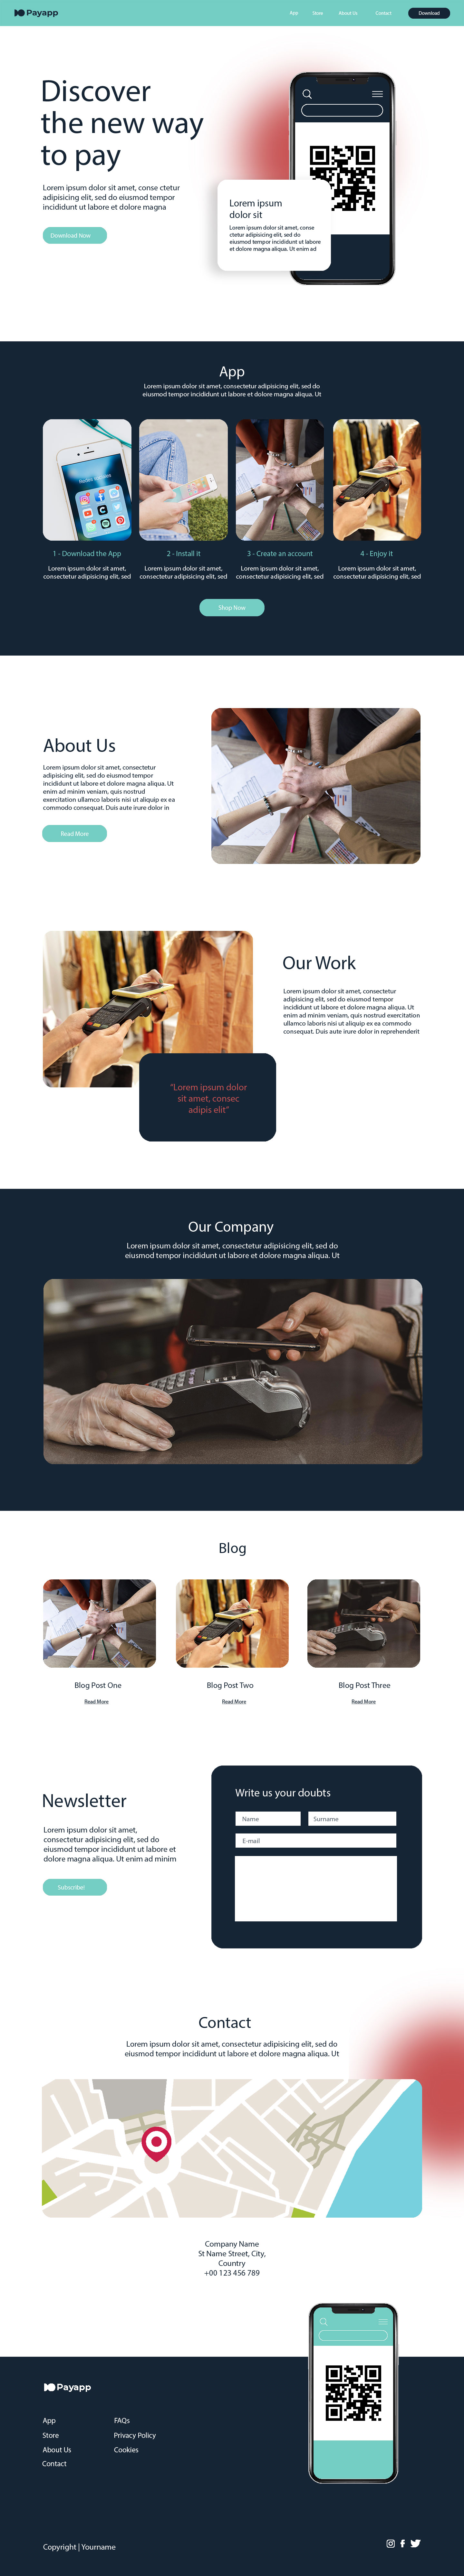 Payapp
App
Store
About Us
Contact
Download
Discover
the new way
to pay
Lorem ipsum dolor sit amet, conse ctetur
adipisicing elit, sed do eiusmod tempor
incididunt ut labore et dolore magna
Download Now
Lorem ipsum
dolor sit
Lorem ipsum dolor sit amet, conse
ctetur adipisicing elit, sed do
eiusmod tempor incididunt ut labore
et dolore magna aliqua. Ut enim ad
App
Lorem ipsum dolor sit amet, consectetur adipisicing elit, sed do
eiusmod tempor incididunt ut labore et dolore magna aliqua. Ut
1 - Download the App
Lorem ipsum dolor sit amet,
consectetur adipisicing elit, sed
2 - Install it
Lorem ipsum dolor sit amet,
consectetur adipisicing elit, sed
3 - Create an account
Lorem ipsum dolor sit amet,
consectetur adipisicing elit, sed
4 - Enjoy it
Lorem ipsum dolor sit amet,
consectetur adipisicing elit, sed
Shop Now
About Us
Lorem ipsum dolor sit amet, consectetur
adipisicing elit, sed do eiusmod tempor
incididunt ut labore et dolore magna aliqua. Ut
enim ad minim veniam, quis nostrud
exercitation ullamco laboris nisi ut aliquip ex ea
commodo consequat. Duis aute irure dolor in
Read More
Our Work
Lorem ipsum dolor sit amet, consectetur
adipisicing elit, sed do eiusmod tempor
incididunt ut labore et dolore magna aliqua. Ut
enim ad minim veniam, quis nostrud exercitation
ullamco laboris nisi ut aliquip ex ea commodo
consequat. Duis aute irure dolor in reprehenderit
"Lorem ipsum dolor
sit amet, consec
adipis elit"
Our Company
Lorem ipsum dolor sit amet, consectetur adipisicing elit, sed do
eiusmod tempor incididunt ut labore et dolore magna aliqua. Ut
Blog
Blog Post One
Read More
Blog Post Two
Read More
Blog Post Three
Read More
Newsletter
Lorem ipsum dolor sit amet,
consectetur adipisicing elit, sed do
eiusmod tempor incididunt ut labore et
dolore magna aliqua. Ut enim ad minim
Subscribe!
Write us your doubts
Name
Surname
E-mail
Contact
Lorem ipsum dolor sit amet, consectetur adipisicing elit, sed do
eiusmod tempor incididunt ut labore et dolore magna aliqua. Ut
Company Name
St Name Street, City,
Country
+00 123 456 789
Payapp
App
Store
About Us
Contact
FAQs
Privacy Policy
Cookies
Copyright | Yourname